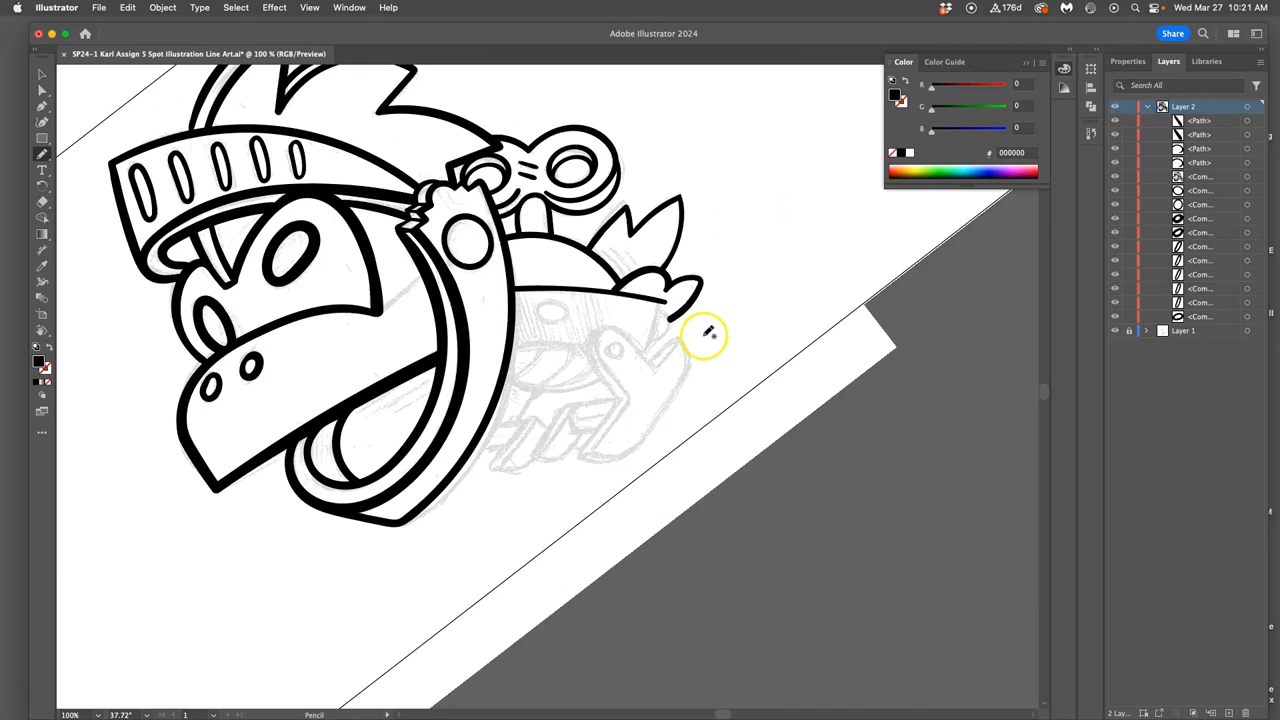 Illustrator File Edit Object Type Select Effect View Window Help 176d Wed Mar 27 10:21 AM
Adobe Illustrator 2024
Share
SP24-1 Karl Assign 5 Spot Illustration Line Art.ai* @ 100 % (RGB/Preview)
Color Color Guide
R 0
G 0
B 0
# 000000
Properties Layers Libraries
Search All
Layer 2
<Path>
<Path>
<Path>
<Path>
<Com...
<Com...
<Com...
<Com...
<Com...
<Com...
<Com...
<Com...
<Com...
<Com...
<Com...
Layer 1
100% 37.72° 1 Pencil
2 Lay...